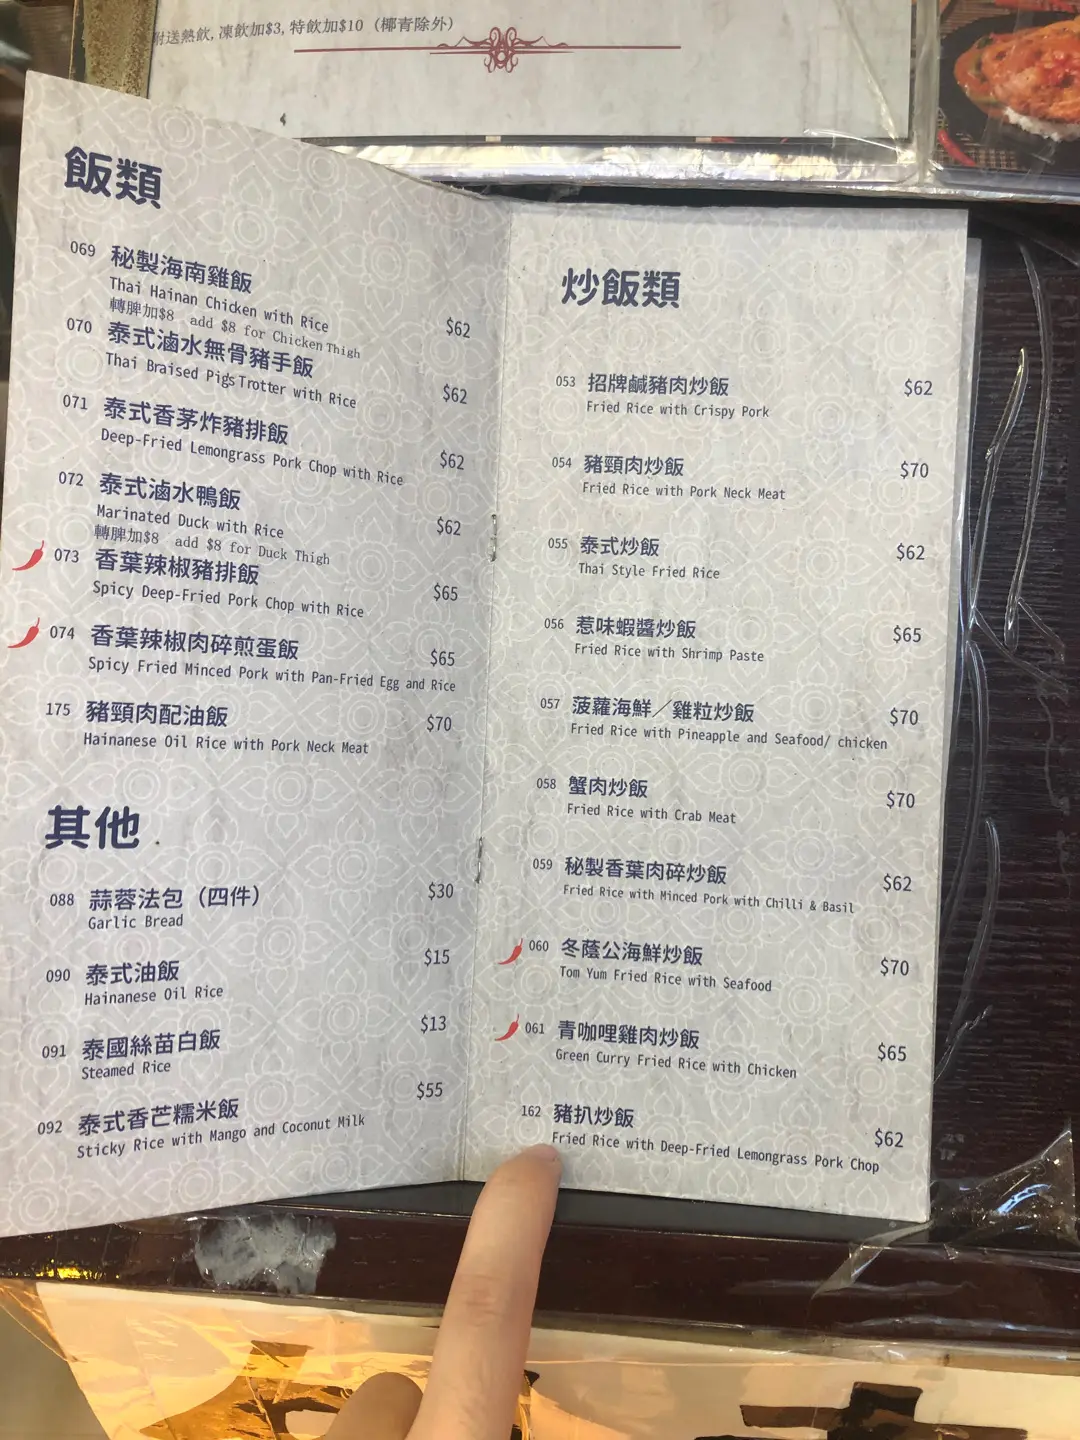 附送熱飲, 凍飲加$3, 特飲加$10 (椰青除外)
飯類
069 秘製海南雞飯
Thai Hainan Chicken with Rice $62
轉脾加$8 add $8 for Chicken Thigh
070 泰式滷水無骨豬手飯
Thai Braised Pigs Trotter with Rice $62
071 泰式香茅炸豬排飯
Deep-Fried Lemongrass Pork Chop with Rice $62
072 泰式滷水鴨飯
Marinated Duck with Rice $62
轉脾加$8 add $8 for Duck Thigh
073 香葉辣椒豬排飯
Spicy Deep-Fried Pork Chop with Rice $65
074 香葉辣椒肉碎煎蛋飯 $65
Spicy Fried Minced Pork with Pan-Fried Egg and Rice
175 豬頸肉配油飯 $70
Hainanese Oil Rice with Pork Neck Meat
其他
088 蒜蓉法包（四件） $30
Garlic Bread
090 泰式油飯 $15
Hainanese Oil Rice
091 泰國絲苗白飯 $13
Steamed Rice
092 泰式香芒糯米飯 $55
Sticky Rice with Mango and Coconut Milk
炒飯類
053 招牌鹹豬肉炒飯 $62
Fried Rice with Crispy Pork
054 豬頸肉炒飯 $70
Fried Rice with Pork Neck Meat
055 泰式炒飯 $62
Thai Style Fried Rice
056 惹味蝦醬炒飯 $65
Fried Rice with Shrimp Paste
057 菠蘿海鮮／雞粒炒飯 $70
Fried Rice with Pineapple and Seafood/ chicken
058 蟹肉炒飯 $70
Fried Rice with Crab Meat
059 秘製香葉肉碎炒飯 $62
Fried Rice with Minced Pork with Chilli & Basil
060 冬蔭公海鮮炒飯 $70
Tom Yum Fried Rice with Seafood
061 青咖哩雞肉炒飯 $65
Green Curry Fried Rice with Chicken
162 豬扒炒飯 $62
Fried Rice with Deep-Fried Lemongrass Pork Chop